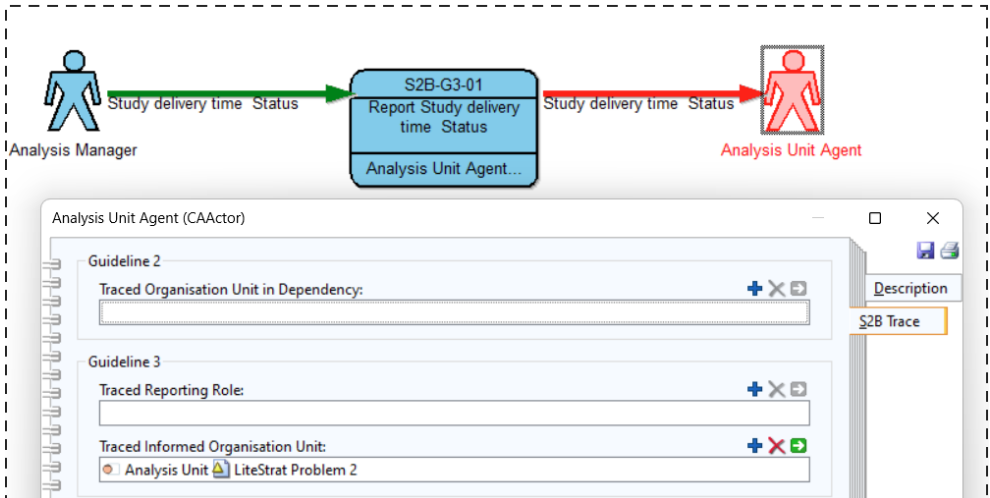 S2B-G3-01
Study delivery time Status
Report Study delivery
time Status
Study delivery time Status
Analysis Manager
Analysis Unit Agent...
Analysis Unit Agent
Analysis Unit Agent (CAActor)
Guideline 2
Traced Organisation Unit in Dependency:
Description
S2B Trace
Guideline 3
Traced Reporting Role:
Traced Informed Organisation Unit:
Analysis Unit LiteStrat Problem 2